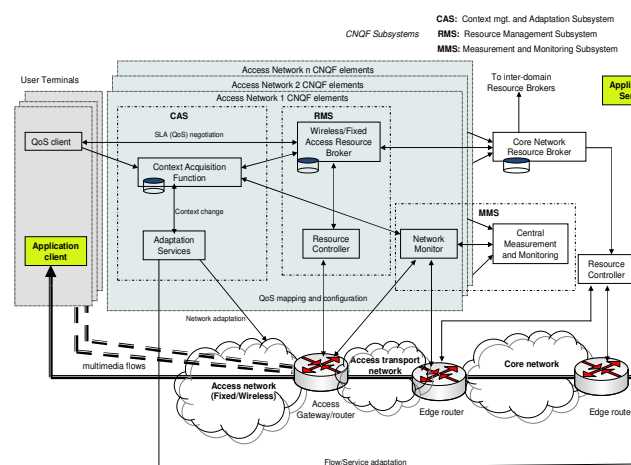 CAS: Context mgt. and Adaptation Subsystem
CNQF Subsystems
RMS: Resource Management Subsystem
MMS: Measurement and Monitoring Subsystem
User Terminals
Access Network n CNQF elements
Access Network 2 CNQF elements
Access Network 1 CNQF elements
To inter-domain
Resource Brokers
CAS
RMS
QoS client
SLA (QoS) negotiation
Wireless/Fixed
Access Resource
Broker
Core Network
Resource Broker
Context Acquisition
Function
MMS
Context change
Application
client
Adaptation
Services
Resource
Controller
Network
Monitor
Central
Measurement
and Monitoring
Resource
Controller
QoS mapping and configuration
Network adaptation
multimedia flows
Access transport
network
Core network
Access network
(Fixed/Wireless)
Access
Gateway/router
Edge router
Edge router
Flow/Service adaptation